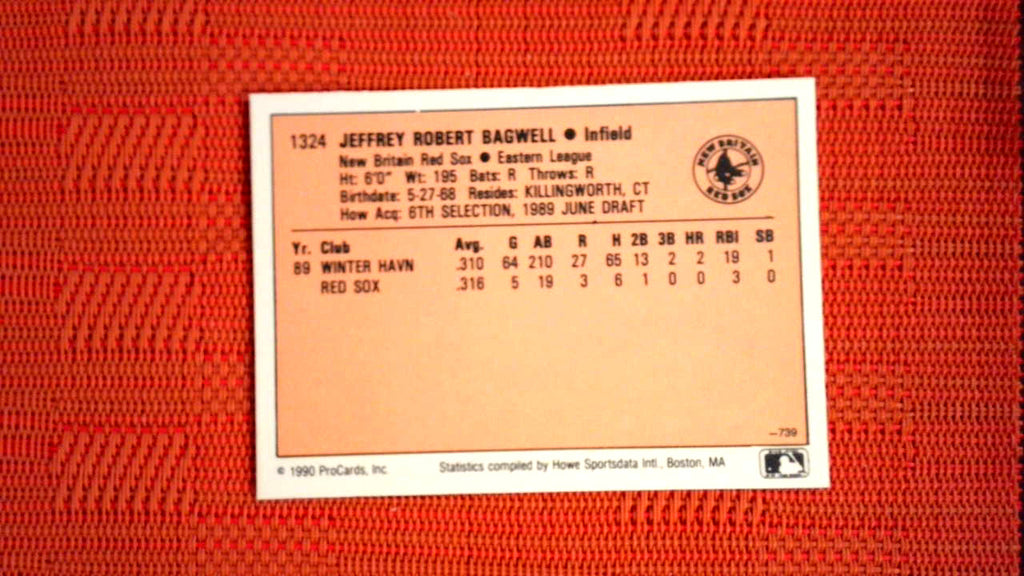 1324 JEFFREY ROBERT BAGWELL ● Infield
New Britain Red Sox ● Eastern League
Ht: 6'0" Wt: 195 Bats: R Throws: R
Birthdate: 5-27-68 Resides: KILLINGWORTH, CT
How Acq: 6TH SELECTION, 1989 JUNE DRAFT
NEW BRITAIN
RED SOX
Yr. Club Avg. G AB R H 2B 3B HR RBI SB
89 WINTER HAVN .310 64 210 27 65 13 2 2 19 1
RED SOX .316 5 19 3 6 1 0 0 3 0
–739
© 1990 ProCards, Inc Statistics compiled by Howe Sportsdata Intl., Boston, MA